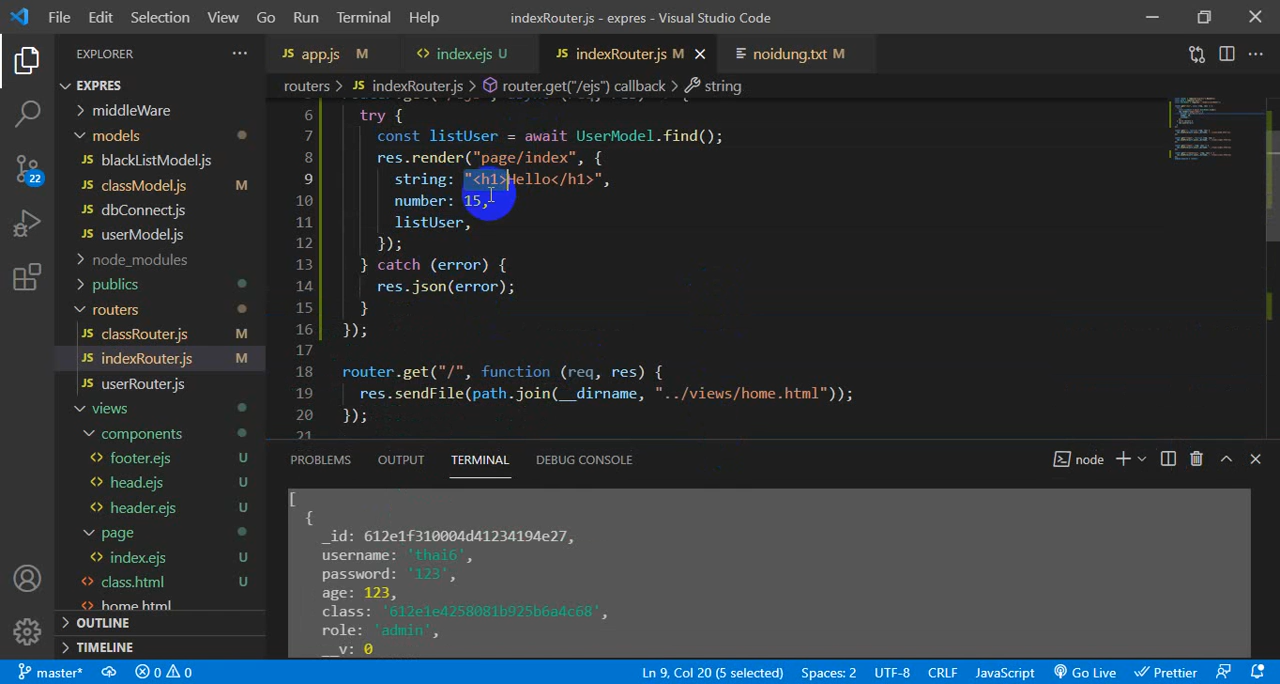 File Edit Selection View Go Run Terminal Help indexRouter.js - expres - Visual Studio Code
EXPLORER ···
EXPRES
middleWare
models
blackListModel.js
classModel.js M
dbConnect.js
userModel.js
node_modules
publics
routers
classRouter.js M
indexRouter.js M
userRouter.js
views
components
footer.ejs U
head.ejs U
header.ejs U
page
index.ejs U
class.html U
home.html
OUTLINE
TIMELINE
22
app.js M index.ejs U indexRouter.js M noidung.txt M
routers > indexRouter.js > router.get("/ejs") callback > string
6 try {
7 const listUser = await UserModel.find();
8 res.render("page/index", {
9 string: "<h1>Hello</h1>",
10 number: 15,
11 listUser,
12 });
13 } catch (error) {
14 res.json(error);
15 }
16 });
17
18 router.get("/", function (req, res) {
19 res.sendFile(path.join(__dirname, "../views/home.html"));
20 });
21
PROBLEMS OUTPUT TERMINAL DEBUG CONSOLE node
[
{
_id: 612e1f310004d41234194e27,
username: 'thai6',
password: '123',
age: 123,
class: '612e1e4258081b925b6a4c68',
role: 'admin',
__v: 0
master* 0 0 Ln 9, Col 20 (5 selected) Spaces: 2 UTF-8 CRLF JavaScript Go Live Prettier